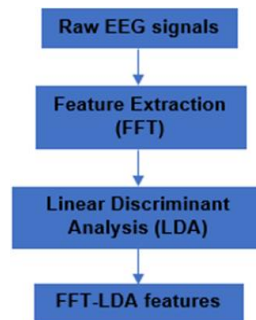 Raw EEG signals
Feature Extraction
(FFT)
Linear Discriminant
Analysis (LDA)
FFT-LDA features